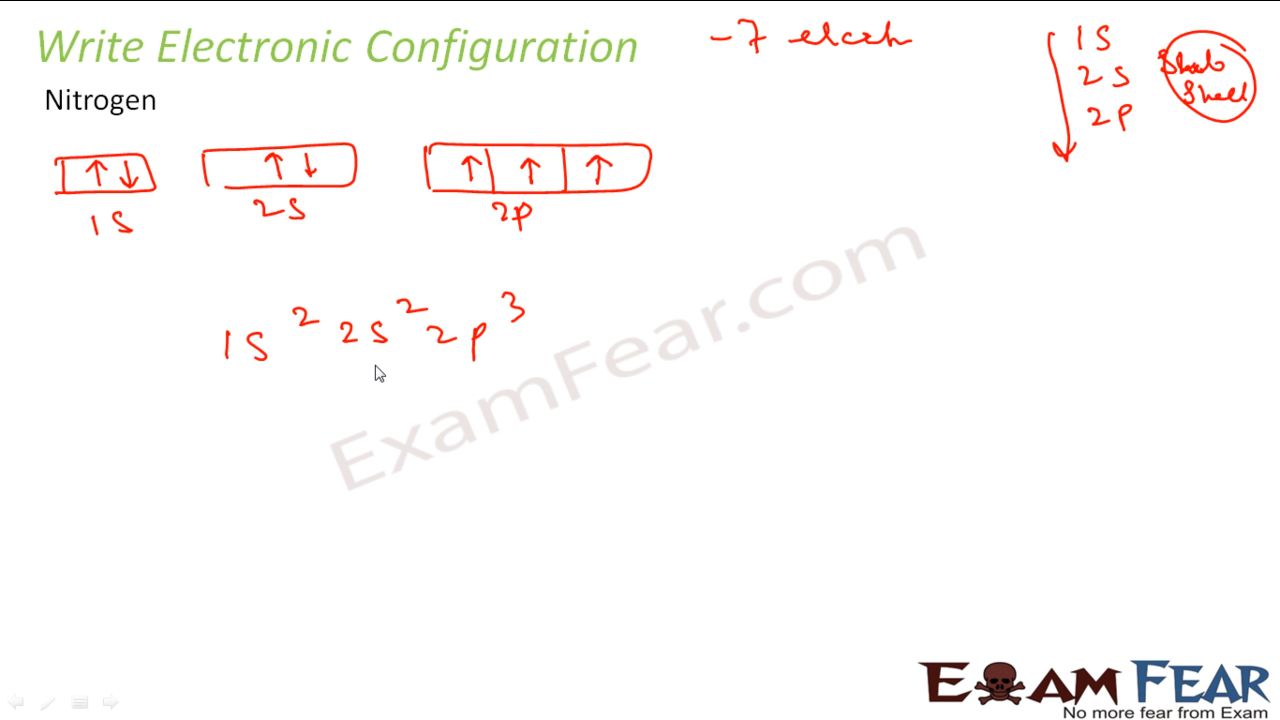 Write Electronic Configuration
Nitrogen
- 7
1S
2S
2P
Shell
↑↓ ↑↓ ↑ ↑ ↑
1S 2S 2P
1S² 2S² 2P³
ExamFear.com
EXAM FEAR
No more fear from Exam